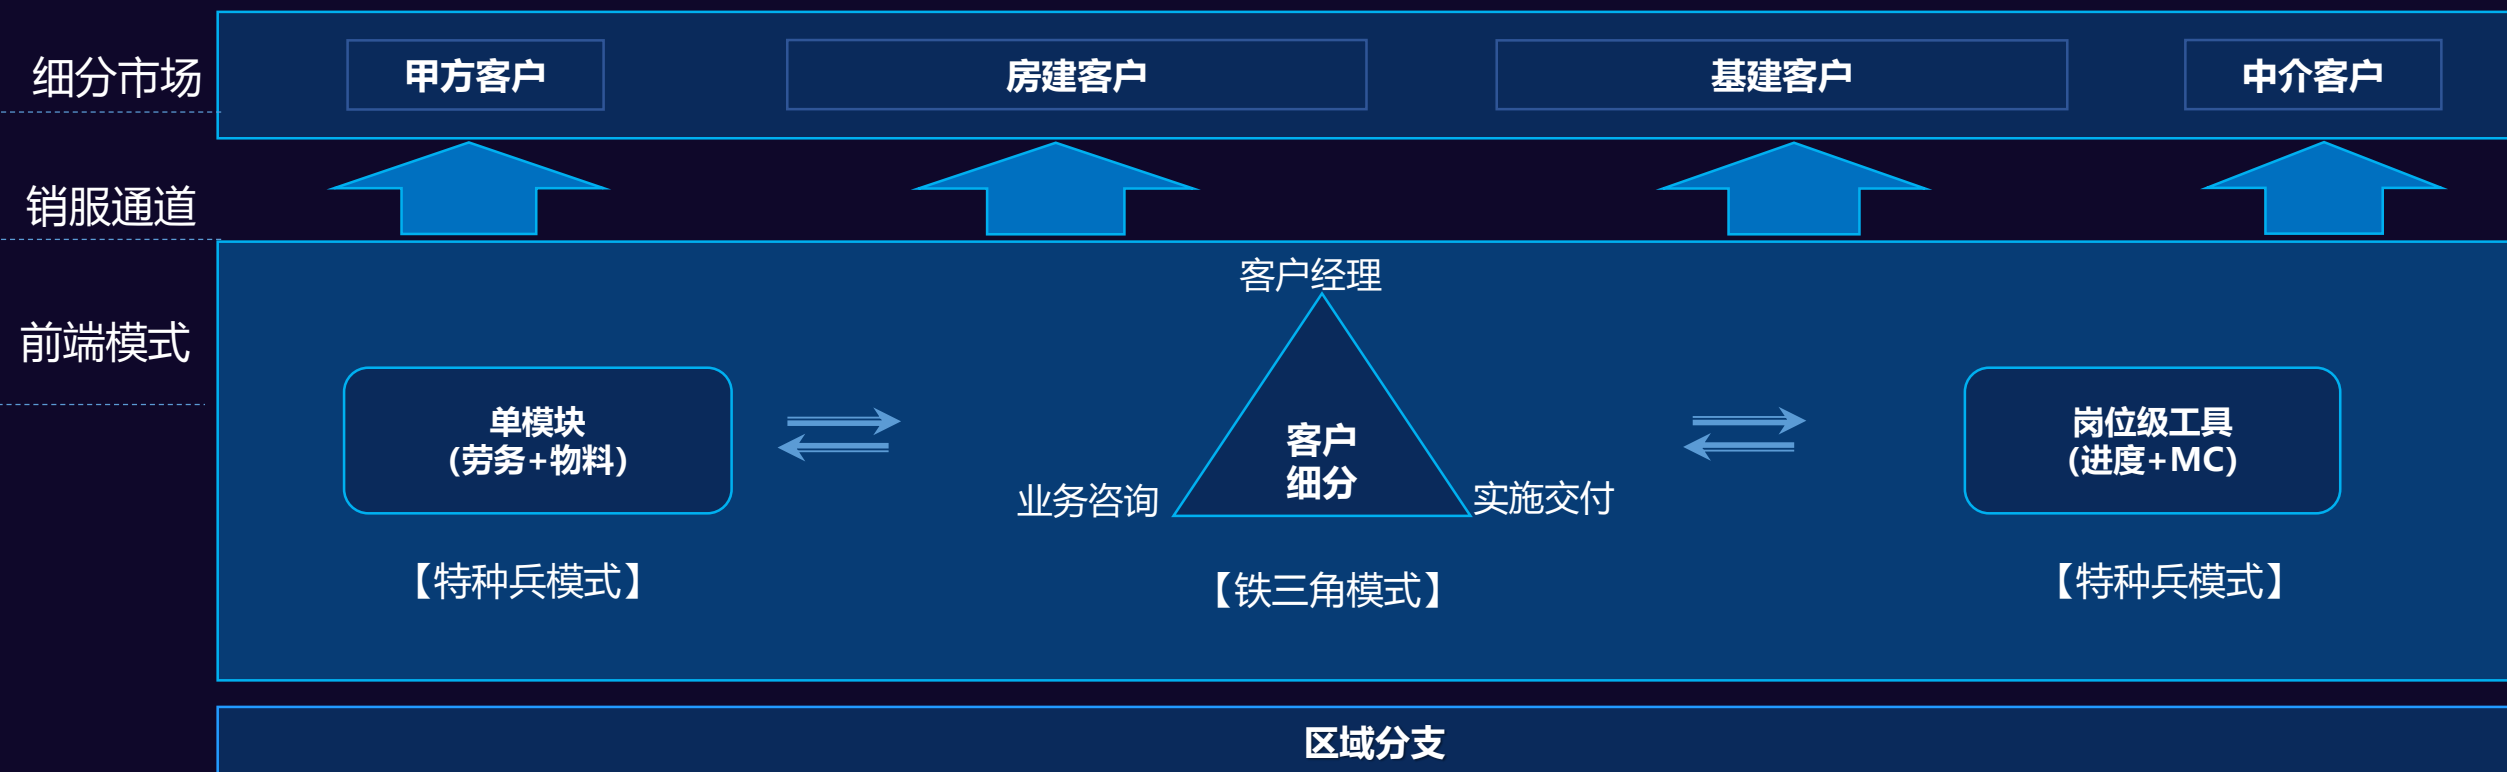 细分市场
甲方客户
房建客户
基建客户
中介客户
销服通道
前端模式
客户经理
单模块
(劳务+物料)
客户
细分
业务咨询
实施交付
岗位级工具
(进度+MC)
【特种兵模式】
【铁三角模式】
【特种兵模式】
区域分支